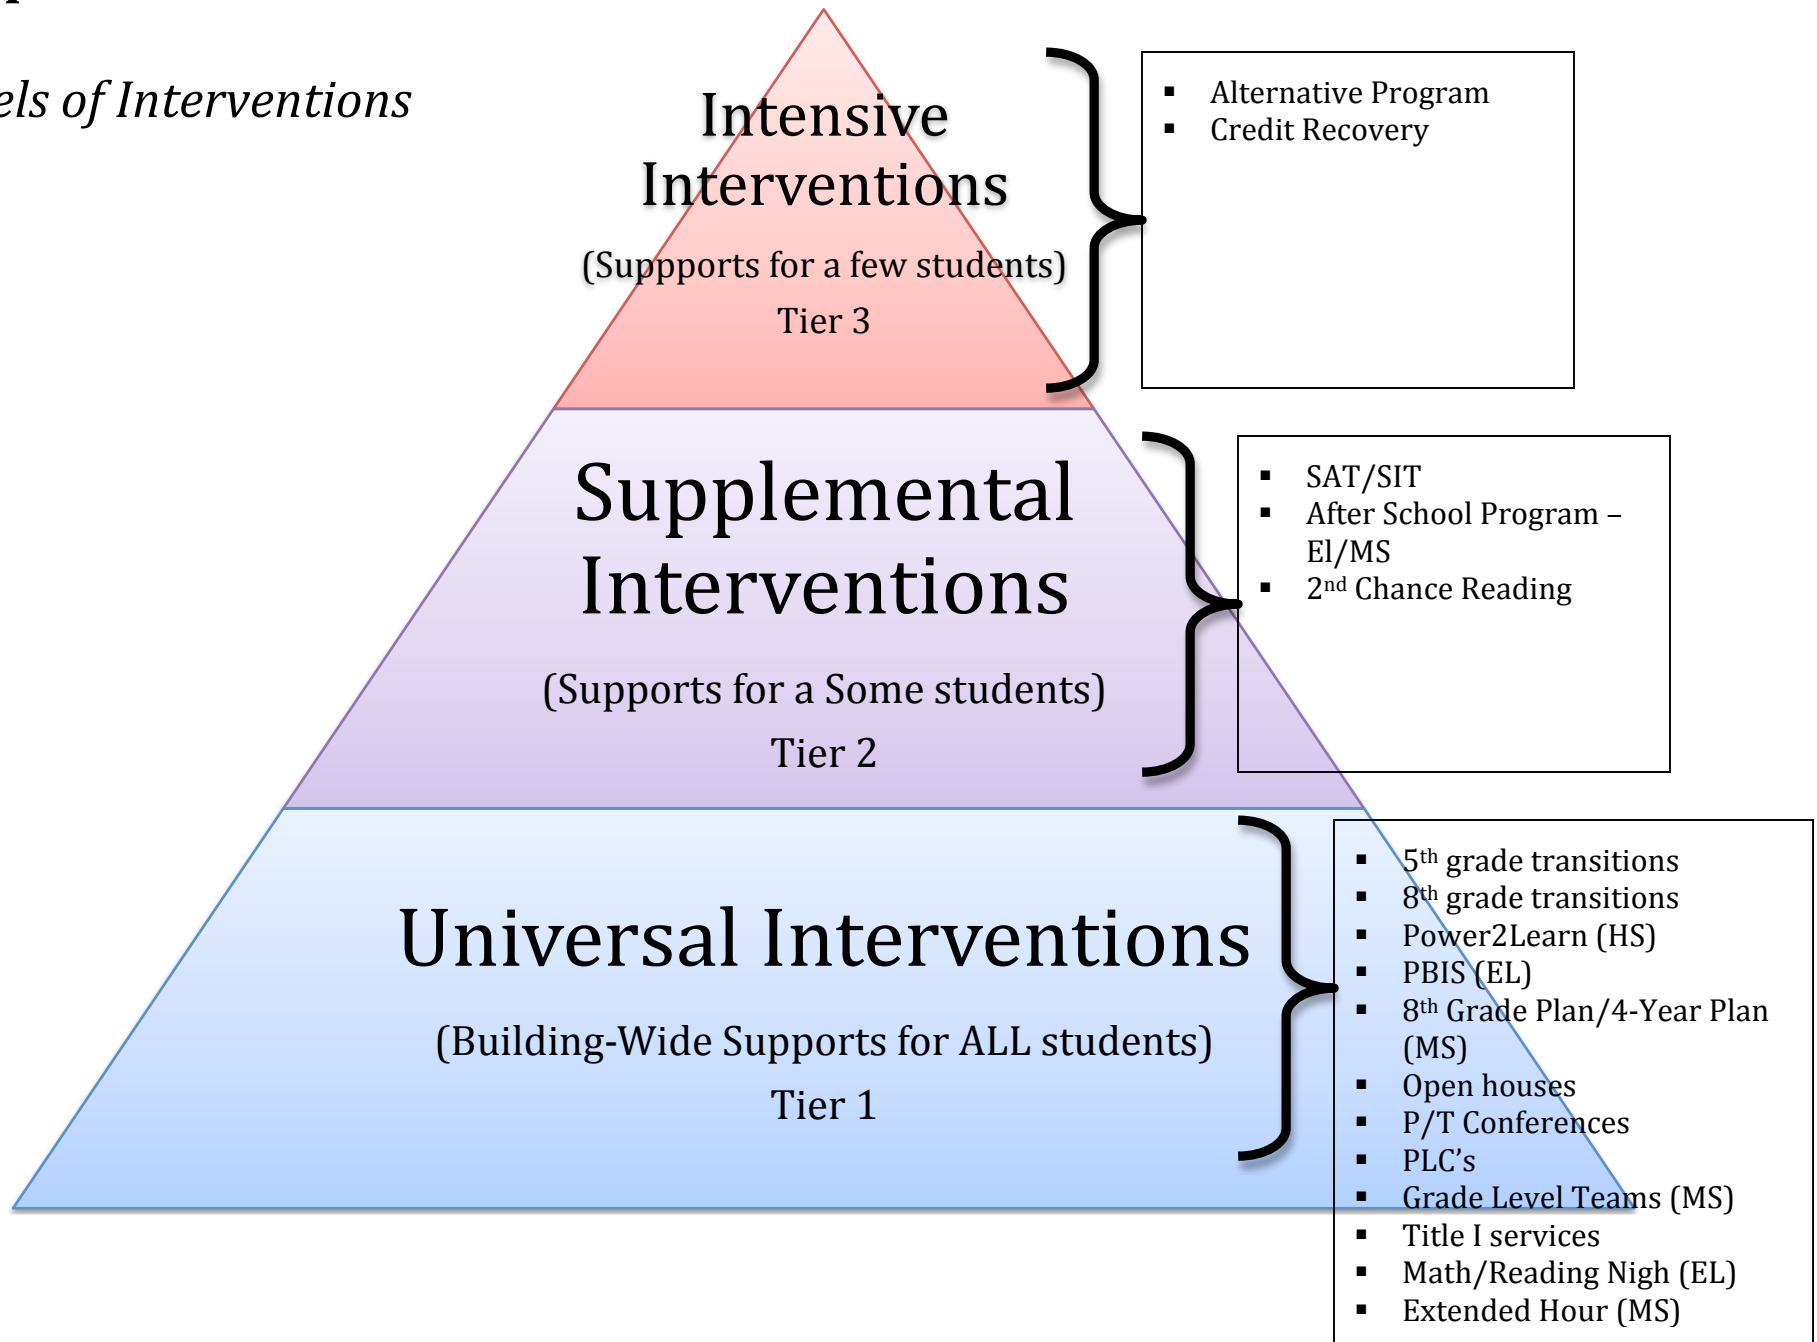 els of Interventions
Intensive
Interventions
(Suppports for a few students)
Tier 3
▪ Alternative Program
▪ Credit Recovery
Supplemental
Interventions
(Supports for a Some students)
Tier 2
▪ SAT/SIT
▪ After School Program –
El/MS
▪ 2nd Chance Reading
Universal Interventions
(Building-Wide Supports for ALL students)
Tier 1
▪ 5th grade transitions
▪ 8th grade transitions
▪ Power2Learn (HS)
▪ PBIS (EL)
▪ 8th Grade Plan/4-Year Plan
(MS)
▪ Open houses
▪ P/T Conferences
▪ PLC’s
▪ Grade Level Teams (MS)
▪ Title I services
▪ Math/Reading Nigh (EL)
▪ Extended Hour (MS)